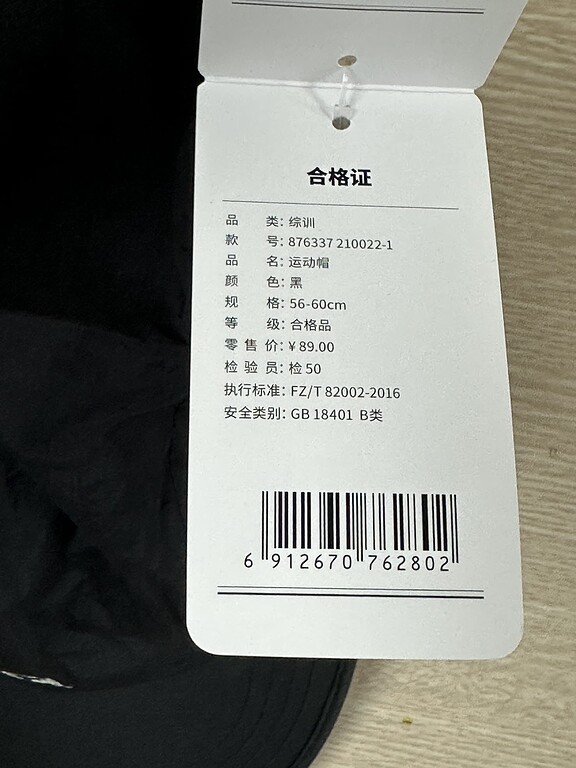 合格证
品 类: 综训
款 号: 876337 210022-1
品 名: 运动帽
颜 色: 黑
规 格: 56-60cm
等 级: 合格品
零 售 价: ¥ 89.00
检 验 员: 检 50
执行标准: FZ/T 82002-2016
安全类别: GB 18401 B类
6 912670 762802